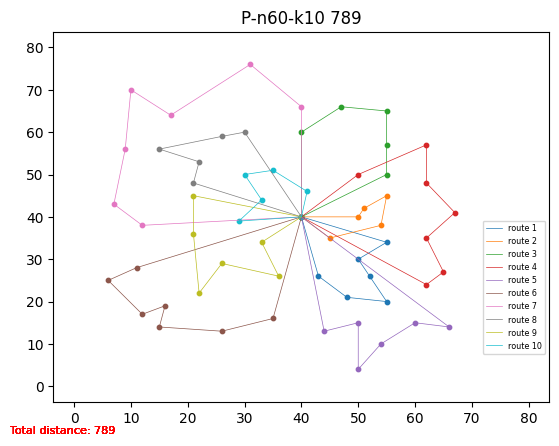 P-n60-k10 789
80
70
60
50
40
30
20
10
0
route 1
route 2
route 3
route 4
route 5
route 6
route 7
route 8
route 9
route 10
0 10 20 30 40 50 60 70 80
Total distance: 789